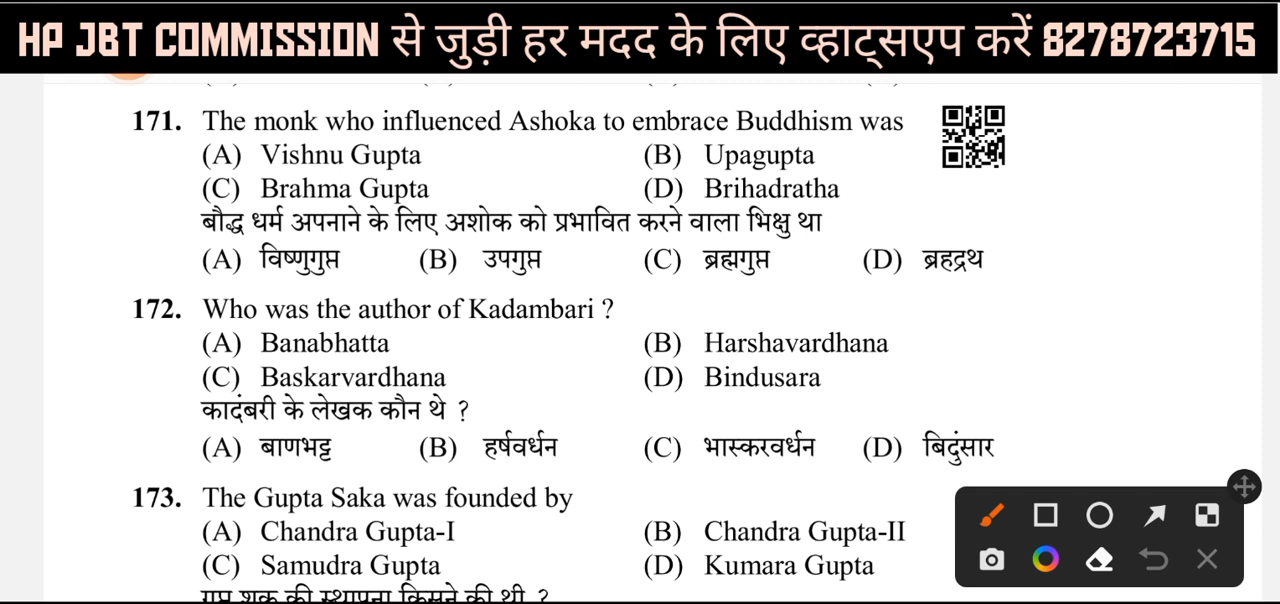 HP JBT COMMISSION से जुड़ी हर मदद के लिए व्हाट्सएप करें 8278723715
171. The monk who influenced Ashoka to embrace Buddhism was
(A) Vishnu Gupta (B) Upagupta
(C) Brahma Gupta (D) Brihadratha
बौद्ध धर्म अपनाने के लिए अशोक को प्रभावित करने वाला भिक्षु था
(A) विष्णुगुप्त (B) उपगुप्त (C) ब्रह्मगुप्त (D) ब्रहद्रथ
172. Who was the author of Kadambari ?
(A) Banabhatta (B) Harshavardhana
(C) Baskarvardhana (D) Bindusara
कादंबरी के लेखक कौन थे ?
(A) बाणभट्ट (B) हर्षवर्धन (C) भास्करवर्धन (D) बिदुंसार
173. The Gupta Saka was founded by
(A) Chandra Gupta-I (B) Chandra Gupta-II
(C) Samudra Gupta (D) Kumara Gupta
गुप्त शक की स्थापना किसने की थी ?